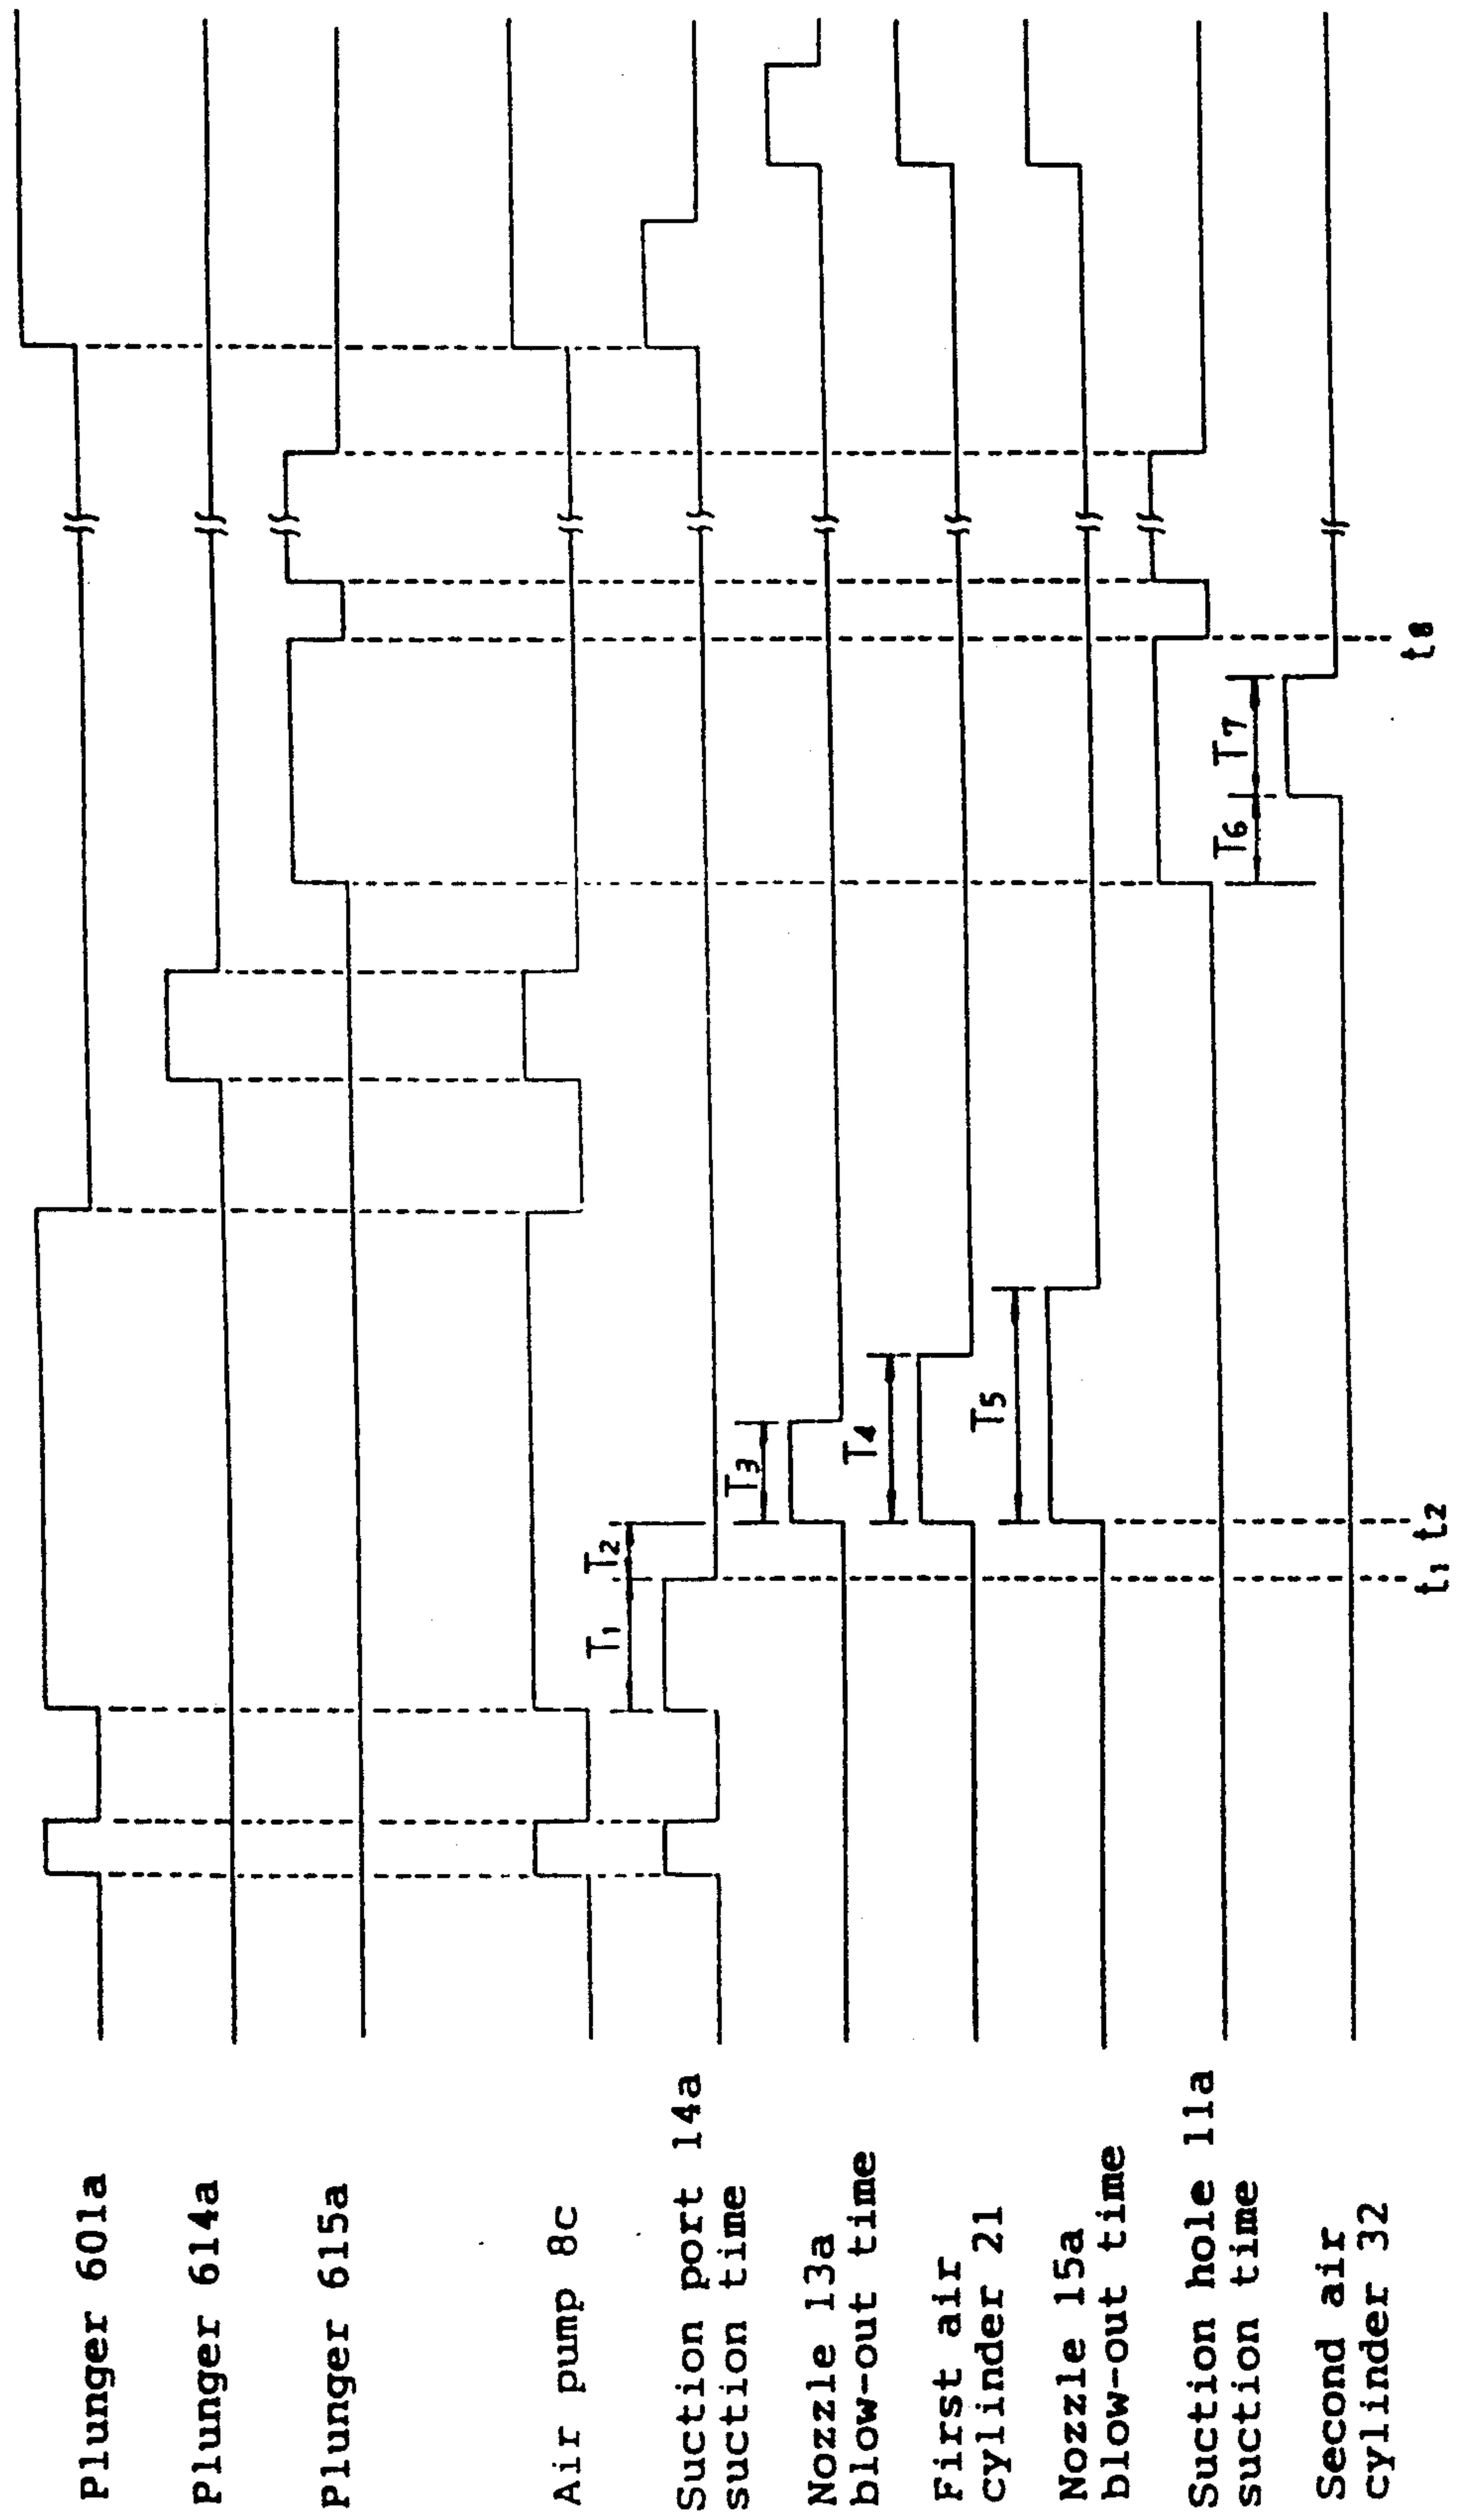 Plunger 601a
Plunger 614a
Plunger 615a
Air pump 8c
Suction port 14a
suction time
Nozzle 13a
blow-out time
First air
cylinder 21
Nozzle 15a
blow-out time
Suction hole 11a
suction time
Second air
cylinder 32
T1
T2
T3
T4
T5
T6
T7
t1
t2
t8